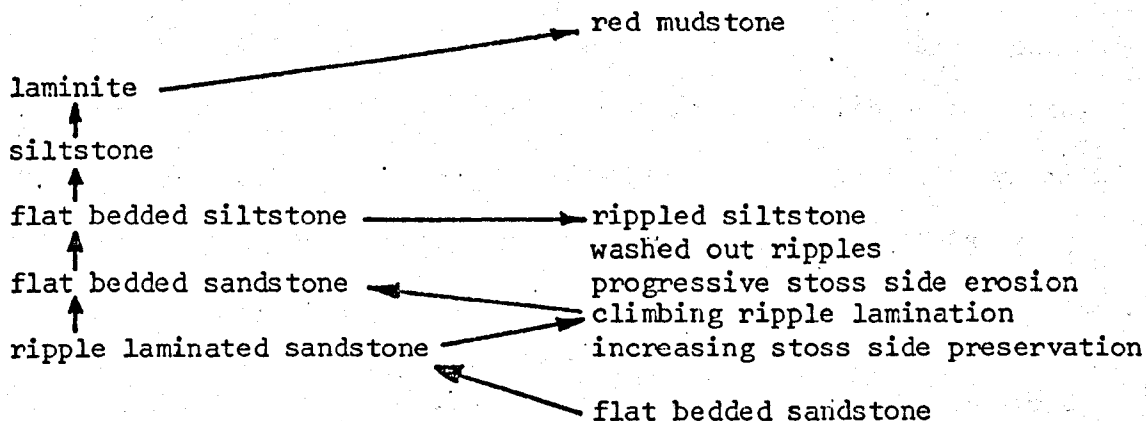 red mudstone
laminite
siltstone
flat bedded siltstone
rippled siltstone
washed out ripples
flat bedded sandstone
progressive stoss side erosion
climbing ripple lamination
ripple laminated sandstone
increasing stoss side preservation
flat bedded sandstone